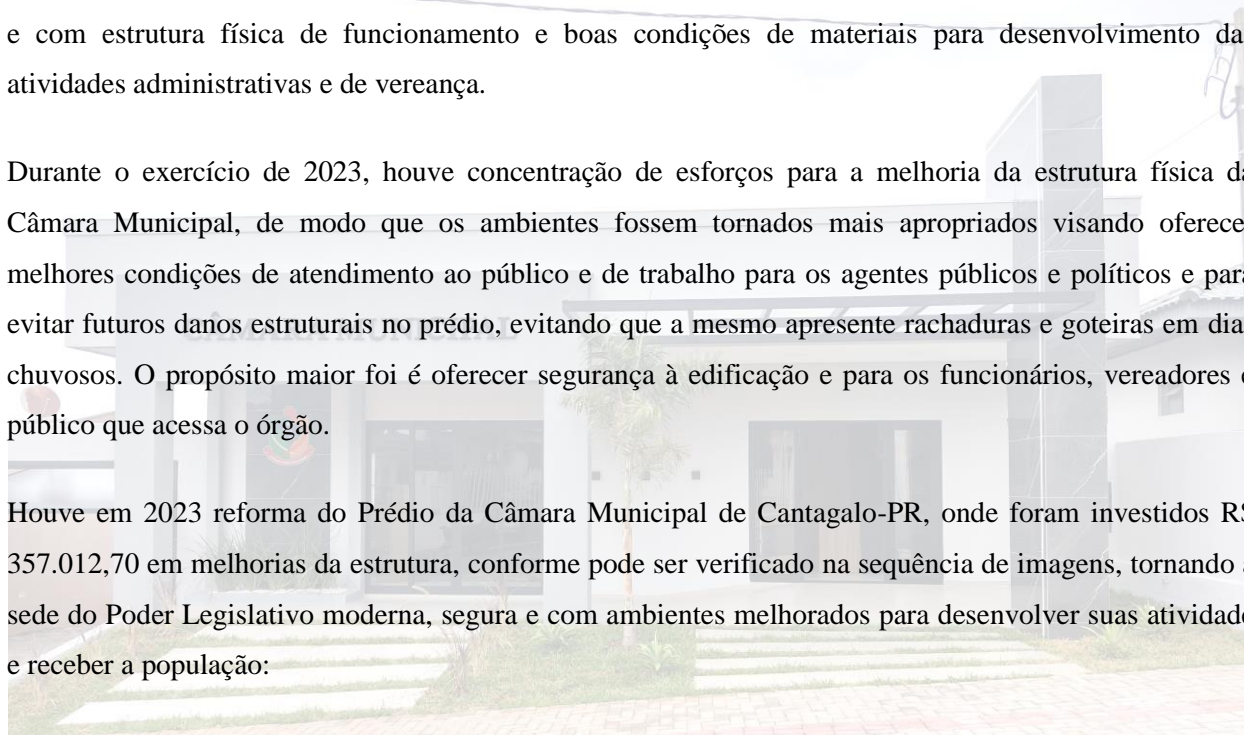 e com estrutura física de funcionamento e boas condições de materiais para desenvolvimento da
atividades administrativas e de vereança.
Durante o exercício de 2023, houve concentração de esforços para a melhoria da estrutura física da
Câmara Municipal, de modo que os ambientes fossem tornados mais apropriados visando oferece
melhores condições de atendimento ao público e de trabalho para os agentes públicos e políticos e para
evitar futuros danos estruturais no prédio, evitando que a mesmo apresente rachaduras e goteiras em dia
chuvosos. O propósito maior foi é oferecer segurança à edificação e para os funcionários, vereadores e
público que acessa o órgão.
Houve em 2023 reforma do Prédio da Câmara Municipal de Cantagalo-PR, onde foram investidos R$
357.012,70 em melhorias da estrutura, conforme pode ser verificado na sequência de imagens, tornando a
sede do Poder Legislativo moderna, segura e com ambientes melhorados para desenvolver suas atividade
e receber a população:
CÂMARA MUNICIPAL